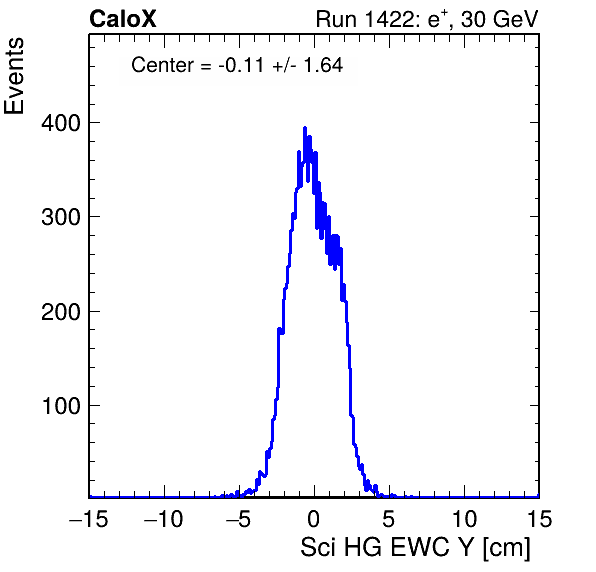 CaloX Run 1422: e⁺, 30 GeV
Events
Center = -0.11 +/- 1.64
400
300
200
100
−15 −10 −5 0 5 10 15
Sci HG EWC Y [cm]